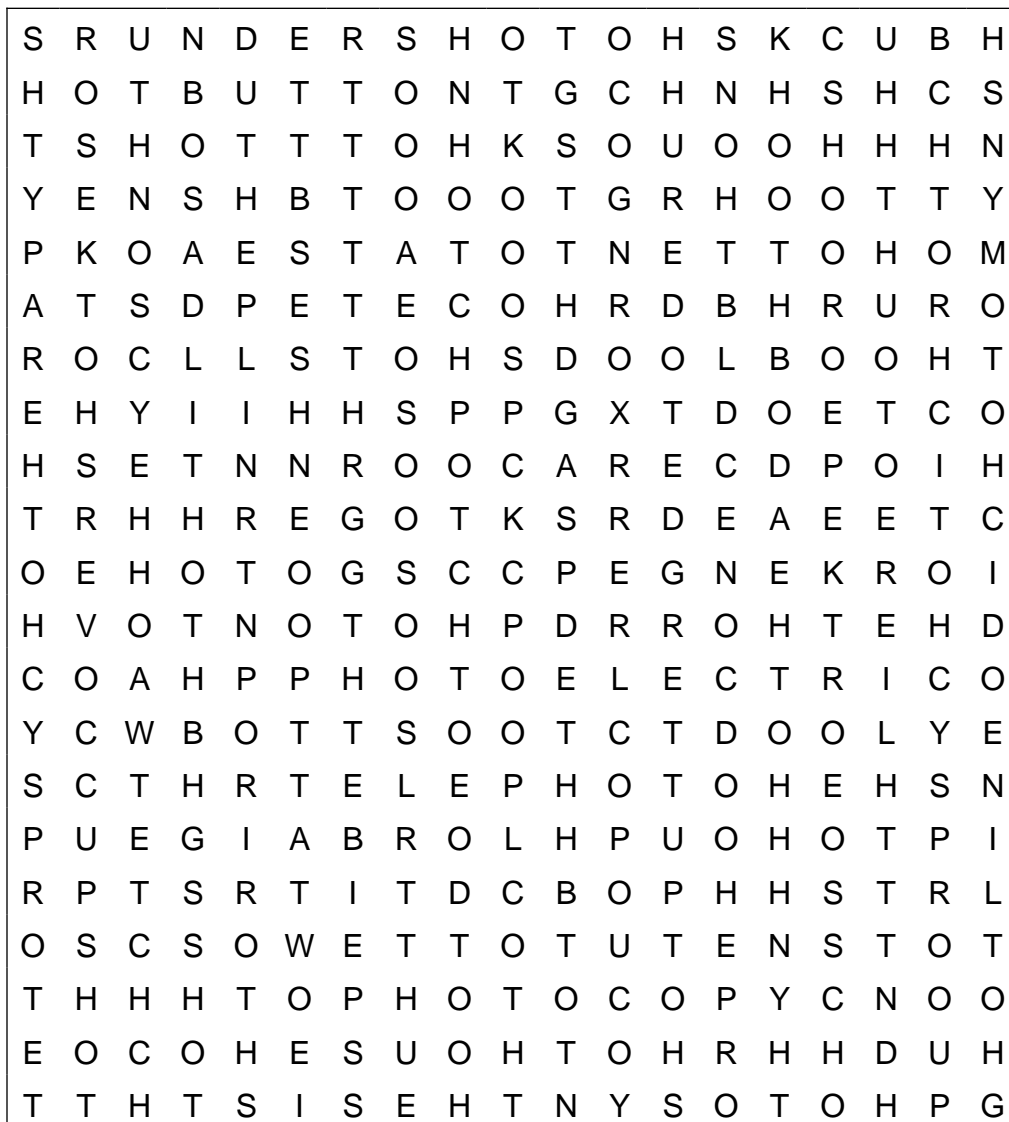 S R U N D E R S H O T O H S K C U B H
H O T B U T T O N T G C H N H S H C S
T S H O T T T O H K S O U O O H H H N
Y E N S H B T O O O T G R H O O T T Y
P K O A E S T A T O T N E T T O H O M
A T S D P E T E C O H R D B H R U R O
R O C L L S T O H S D O O L B O O H T
E H Y I I H H S P P G X T D O E T C O
H S E T N N R O O C A R E C D P O I H
T R H H R E G O T K S R D E A E E T C
O E H O T O G S C C P E G N E K R O I
H V O T N O T O H P D R R O H T E H D
C O A H P P H O T O E L E C T R I C O
Y C W B O T T S O O T C T D O O L Y E
S C T H R T E L E P H O T O H E H S N
P U E G I A B R O L H P U O H O T P I
R P T S R T I T D C B O P H H S T R L
O S C S O W E T T O T U T E N S T O T
T H H H T O P H O T O C O P Y C N O O
E O C O H E S U O H T O H R H H D U H
T T H T S I S E H T N Y S O T O H P G